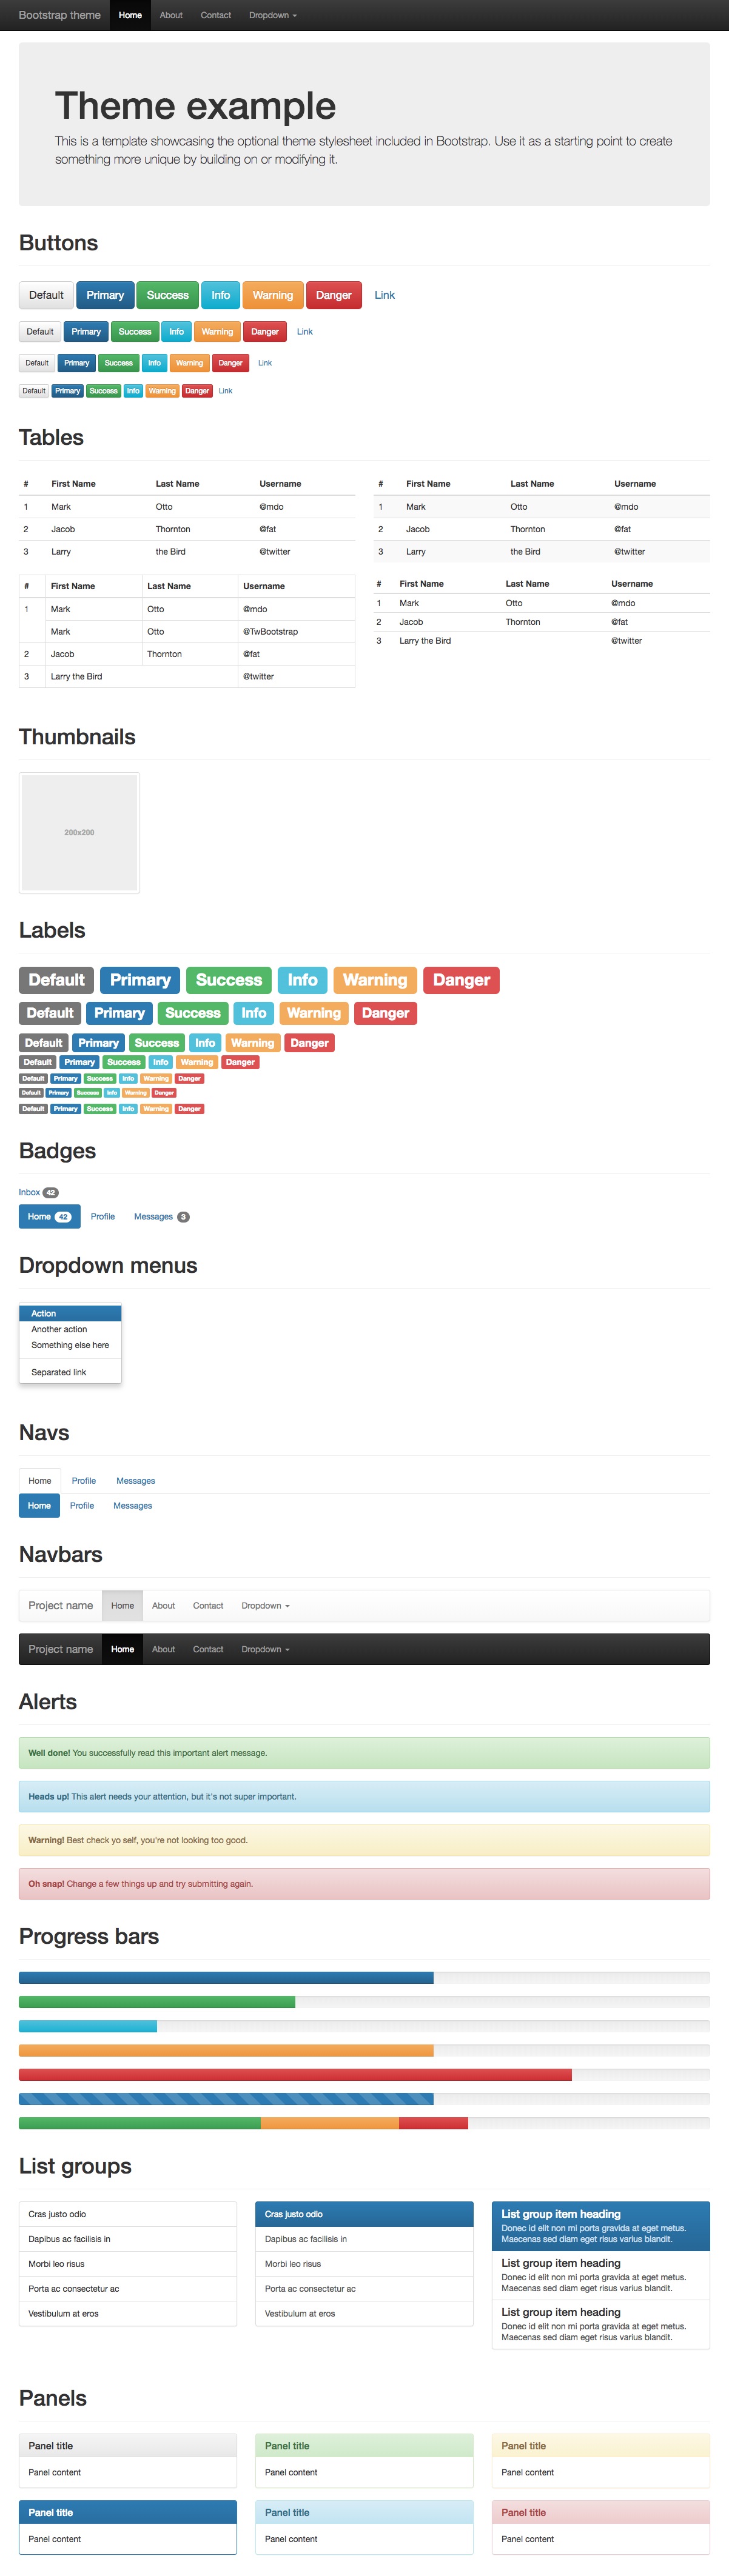 Bootstrap theme Home About Contact Dropdown
Theme example
This is a template showcasing the optional theme stylesheet included in Bootstrap. Use it as a starting point to create
something more unique by building on or modifying it.
Buttons
Default Primary Success Info Warning Danger Link
Default Primary Success Info Warning Danger Link
Default Primary Success Info Warning Danger Link
Default Primary Success Info Warning Danger Link
Tables
# First Name Last Name Username
1 Mark Otto @mdo
2 Jacob Thornton @fat
3 Larry the Bird @twitter
# First Name Last Name Username
1 Mark Otto @mdo
2 Jacob Thornton @fat
3 Larry the Bird @twitter
# First Name Last Name Username
1 Mark Otto @mdo
Mark Otto @TwBootstrap
2 Jacob Thornton @fat
3 Larry the Bird @twitter
# First Name Last Name Username
1 Mark Otto @mdo
2 Jacob Thornton @fat
3 Larry the Bird @twitter
Thumbnails
200x200
Labels
Default Primary Success Info Warning Danger
Default Primary Success Info Warning Danger
Default Primary Success Info Warning Danger
Default Primary Success Info Warning Danger
Default Primary Success Info Warning Danger
Default Primary Success Info Warning Danger
Default Primary Success Info Warning Danger
Badges
Inbox 42
Home 42 Profile Messages 3
Dropdown menus
Action
Another action
Something else here
Separated link
Navs
Home Profile Messages
Home Profile Messages
Navbars
Project name Home About Contact Dropdown
Project name Home About Contact Dropdown
Alerts
Well done! You successfully read this important alert message.
Heads up! This alert needs your attention, but it's not super important.
Warning! Best check yo self, you're not looking too good.
Oh snap! Change a few things up and try submitting again.
Progress bars
List groups
Cras justo odio
Dapibus ac facilisis in
Morbi leo risus
Porta ac consectetur ac
Vestibulum at eros
Cras justo odio
Dapibus ac facilisis in
Morbi leo risus
Porta ac consectetur ac
Vestibulum at eros
List group item heading
Donec id elit non mi porta gravida at eget metus.
Maecenas sed diam eget risus varius blandit.
List group item heading
Donec id elit non mi porta gravida at eget metus.
Maecenas sed diam eget risus varius blandit.
List group item heading
Donec id elit non mi porta gravida at eget metus.
Maecenas sed diam eget risus varius blandit.
Panels
Panel title
Panel content
Panel title
Panel content
Panel title
Panel content
Panel title
Panel content
Panel title
Panel content
Panel title
Panel content